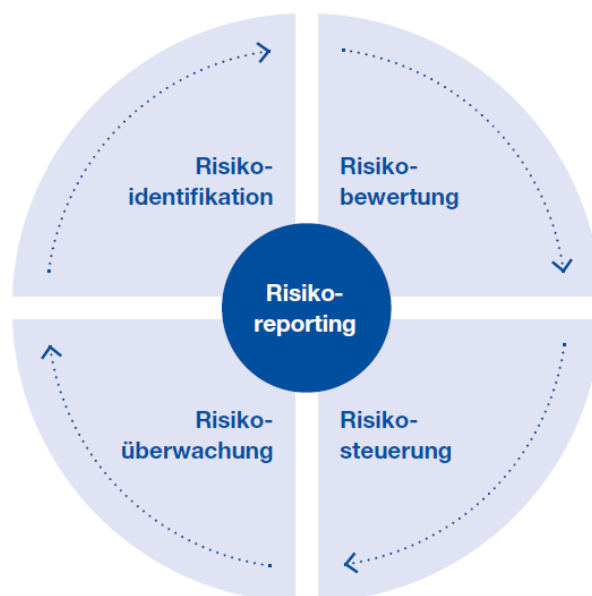 Risiko-
identifikation
Risiko-
bewertung
Risiko-
reporting
Risiko-
überwachung
Risiko-
steuerung